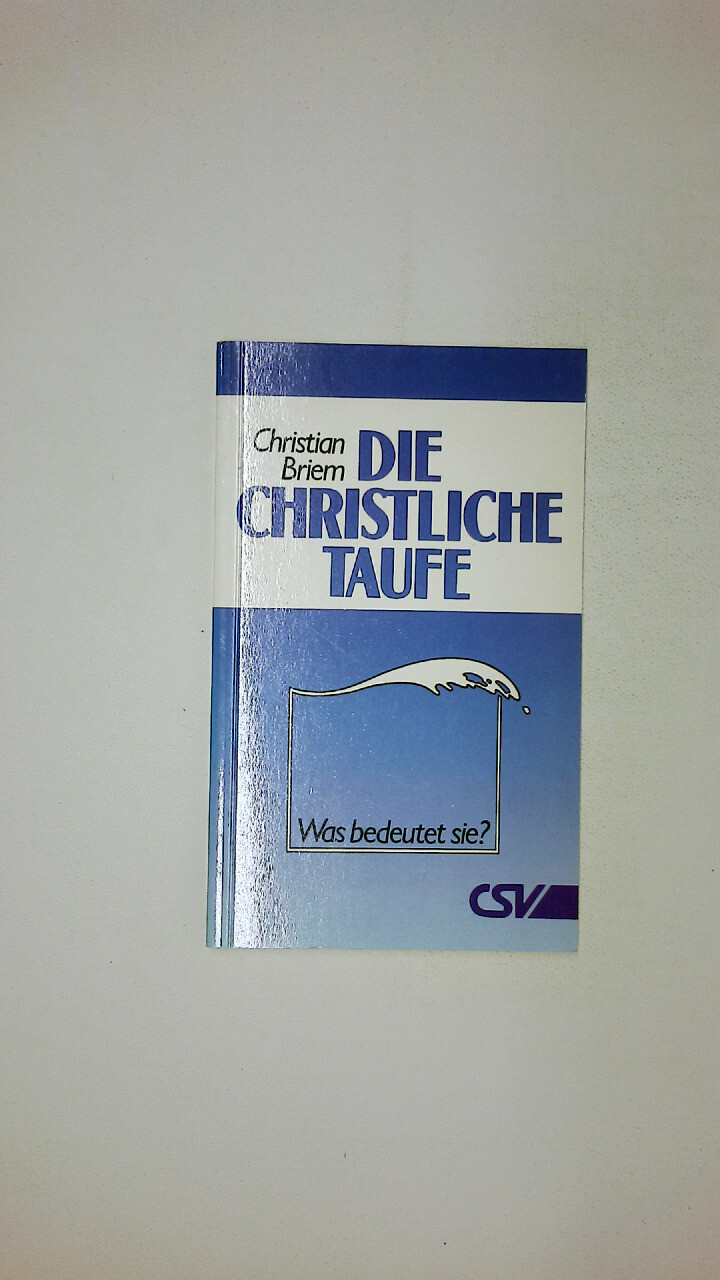 Christian
Briem
DIE
CHRISTLICHE
TAUFE
Was bedeutet sie?
CSV